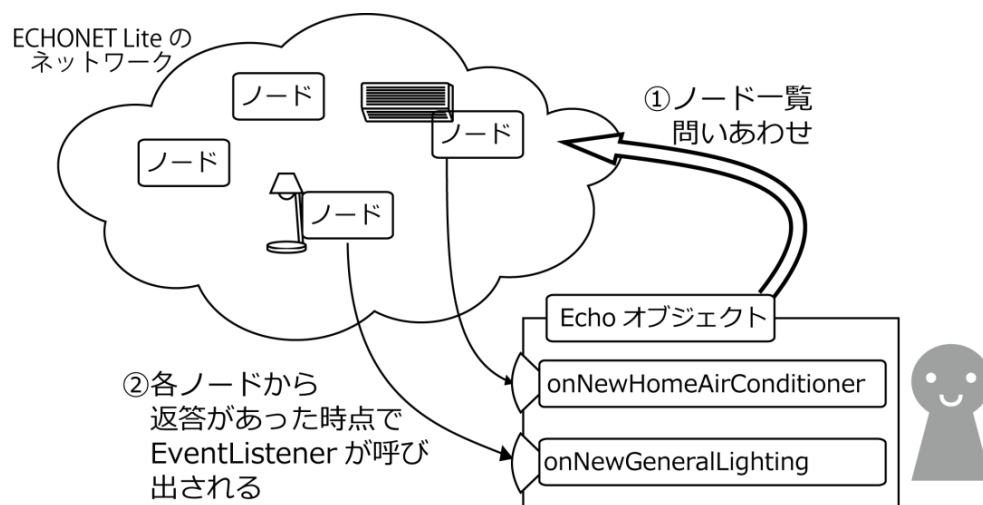 ECHONET Lite の
ネットワーク
ノード
ノード
ノード
ノード
①ノード一覧
問いあわせ
Echo オブジェクト
onNewHomeAirConditioner
onNewGeneralLighting
②各ノードから
返答があった時点で
EventListener が呼び
出される